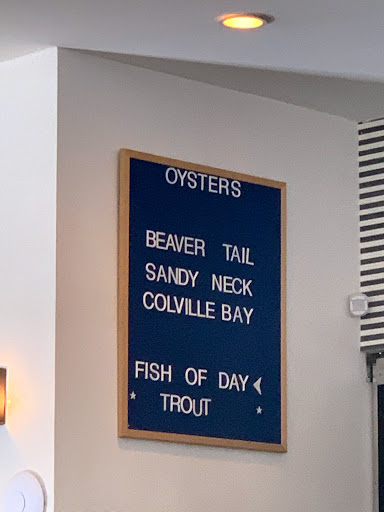 OYSTERS
BEAVER TAIL
SANDY NECK
COLVILLE BAY
FISH OF DAY
TROUT